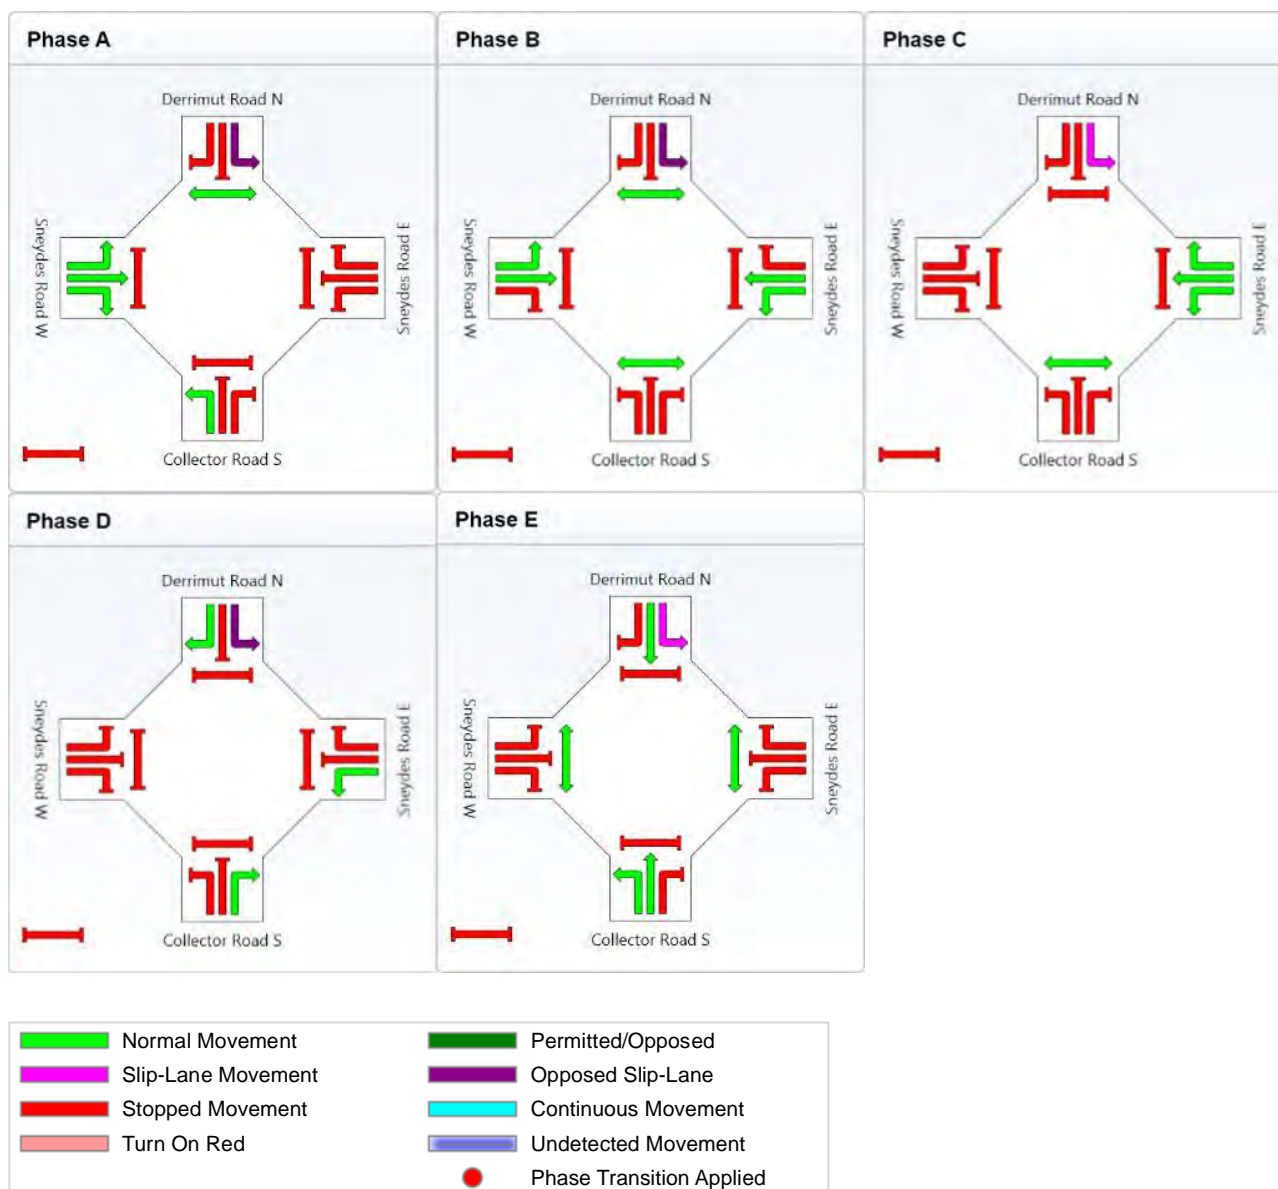 Phase A
Phase B
Phase C
Derrimut Road N
Derrimut Road N
Derrimut Road N
Sneydes Road W
Sneydes Road E
Sneydes Road W
Sneydes Road E
Sneydes Road W
Sneydes Road E
Collector Road S
Collector Road S
Collector Road S
Phase D
Phase E
Derrimut Road N
Derrimut Road N
Sneydes Road W
Sneydes Road E
Sneydes Road W
Sneydes Road E
Collector Road S
Collector Road S
Normal Movement
Permitted/Opposed
Slip-Lane Movement
Opposed Slip-Lane
Stopped Movement
Continuous Movement
Turn On Red
Undetected Movement
Phase Transition Applied